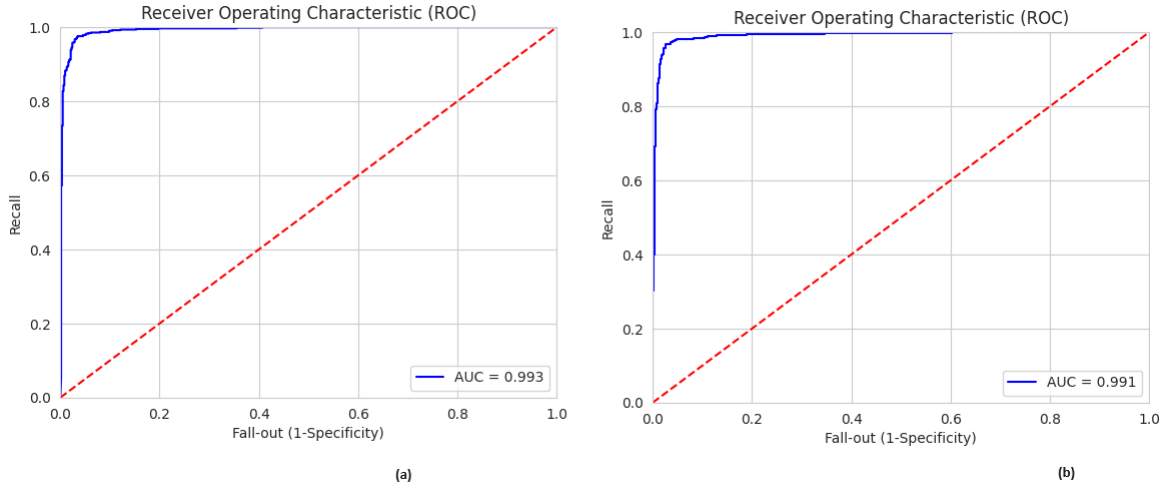 Receiver Operating Characteristic (ROC)
1.0
0.8
0.6
0.4
0.2
0.0
Recall
0.0 0.2 0.4 0.6 0.8 1.0
Fall-out (1-Specificity)
AUC = 0.993
(a)
Receiver Operating Characteristic (ROC)
1.0
0.8
0.6
0.4
0.2
0.0
Recall
0.0 0.2 0.4 0.6 0.8 1.0
Fall-out (1-Specificity)
AUC = 0.991
(b)